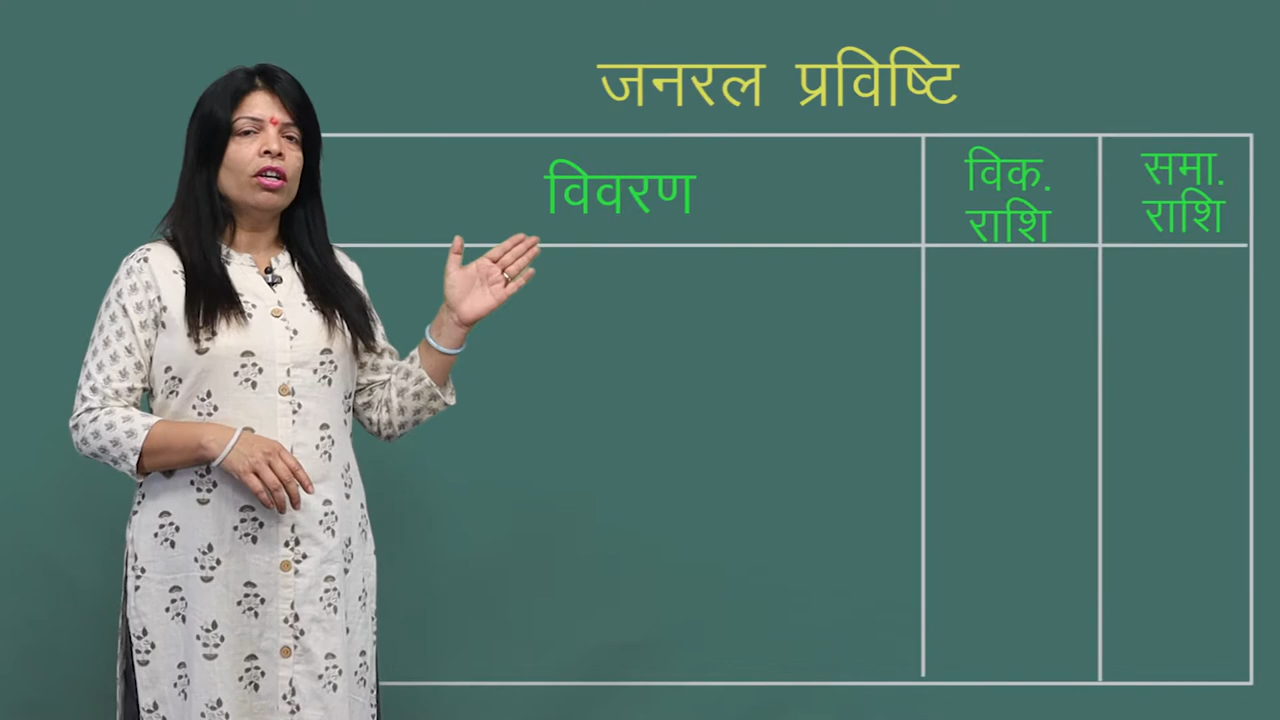 जनरल प्रविष्टि
विवरण
विक.
राशि
समा.
राशि